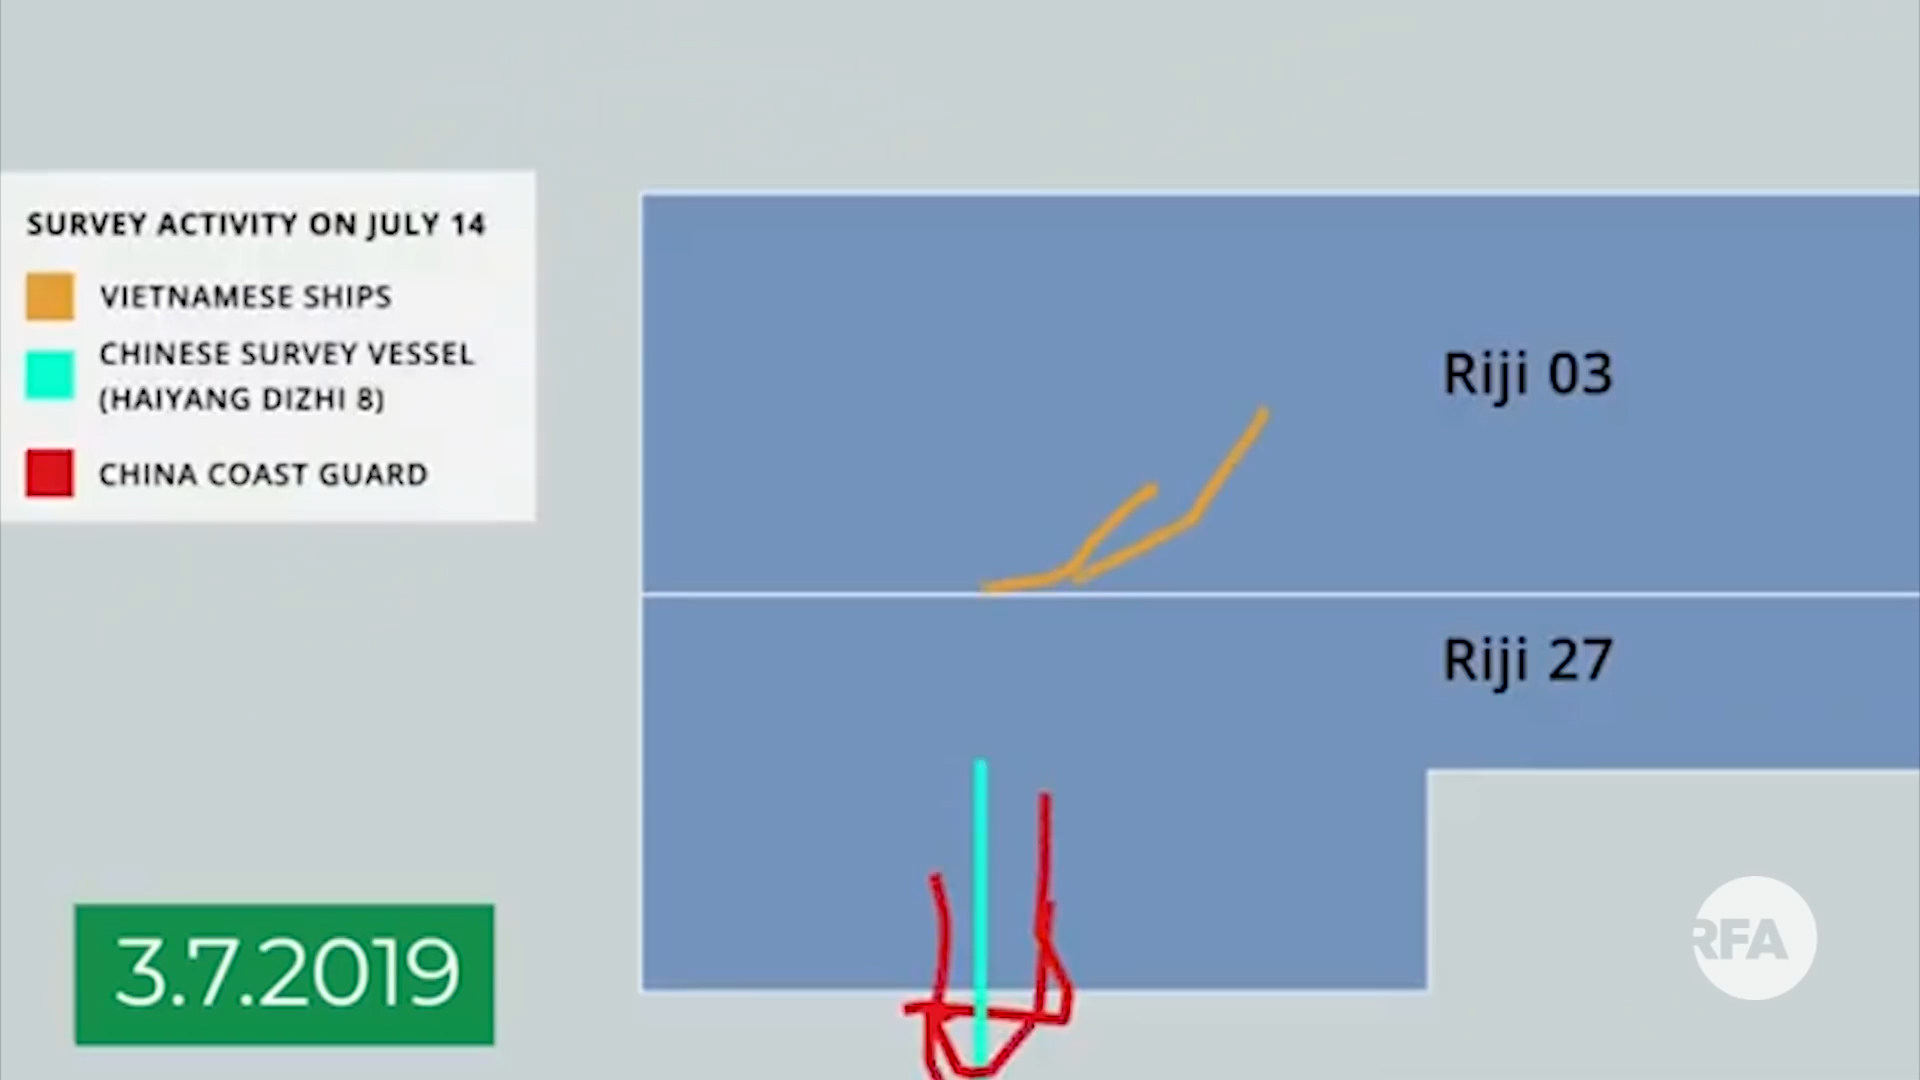 SURVEY ACTIVITY ON JULY 14
VIETNAMESE SHIPS
CHINESE SURVEY VESSEL
(HAIYANG DIZHI 8)
CHINA COAST GUARD
Riji 03
Riji 27
3.7.2019
RFA